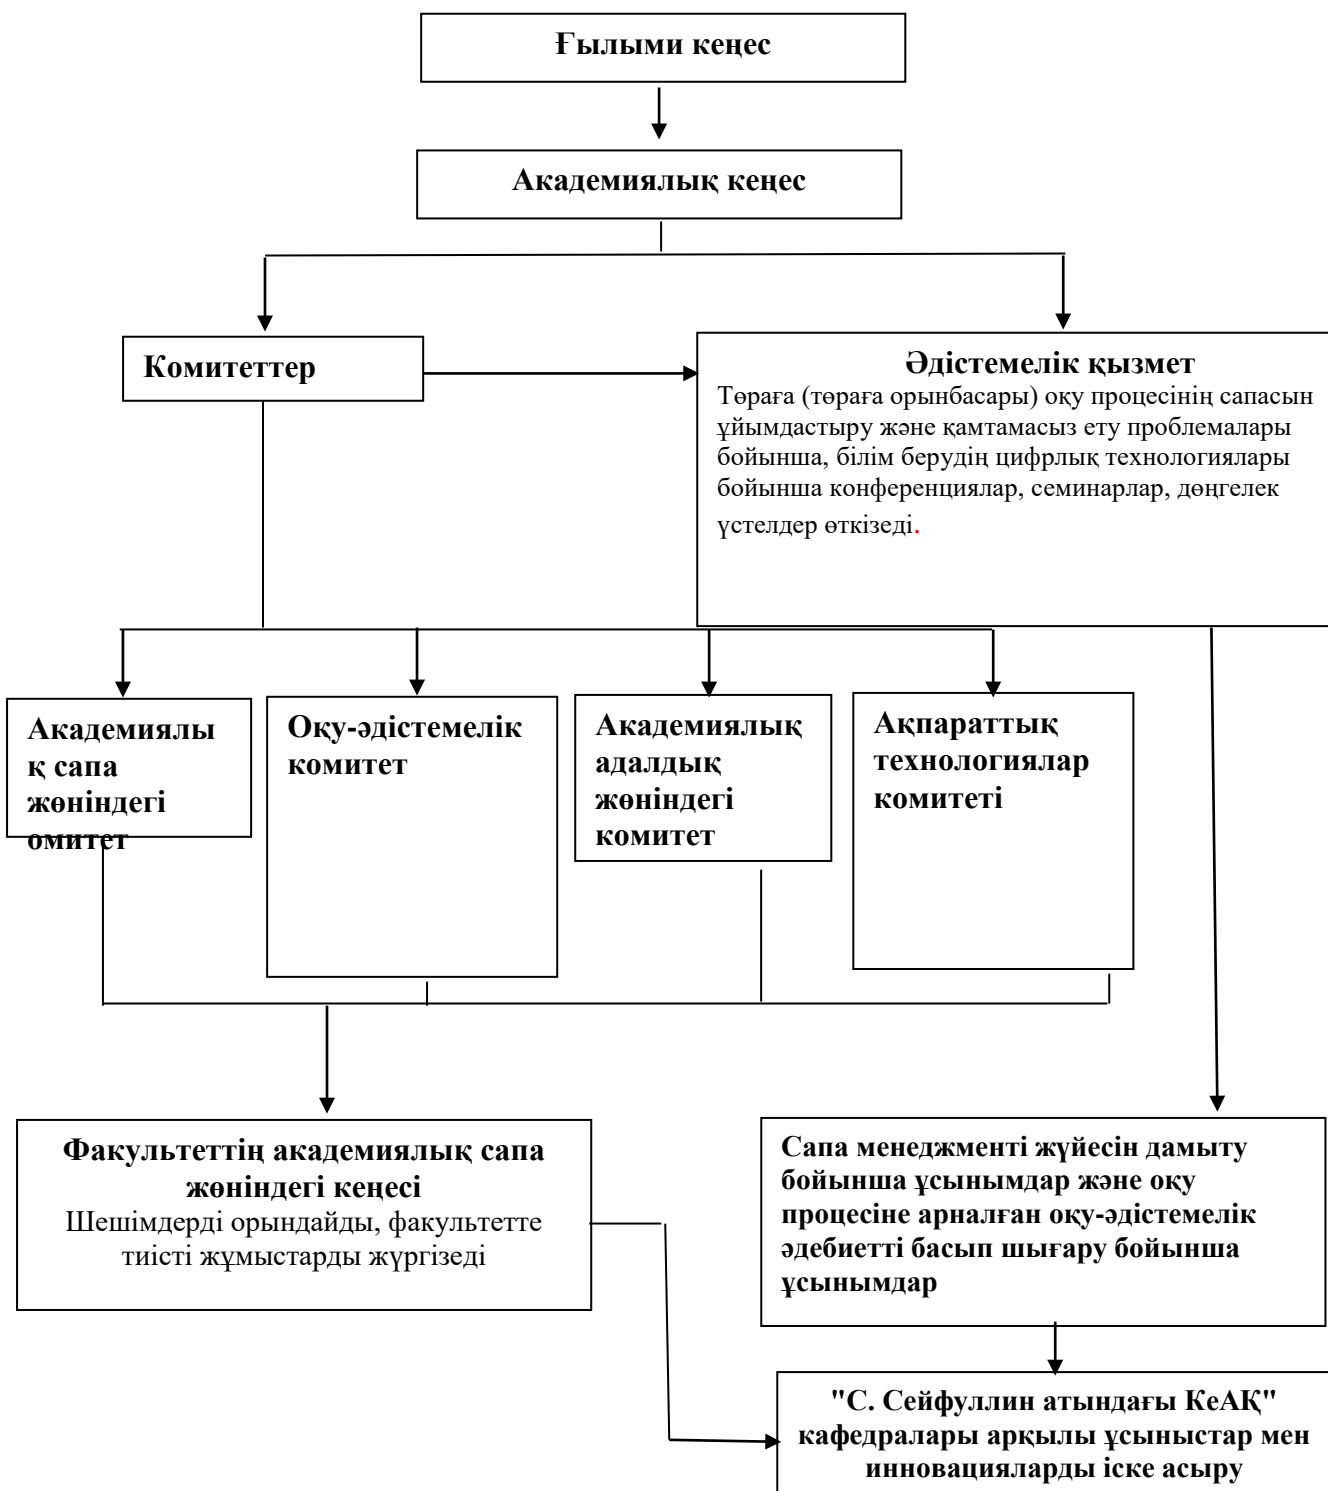 Ғылыми кеңес
Академиялық кеңес
Комитеттер
Әдістемелік қызмет
Төраға (төраға орынбасары) оқу процесінің сапасын
ұйымдастыру және қамтамасыз ету проблемалары
бойынша, білім берудің цифрлық технологиялары
бойынша конференциялар, семинарлар, дөңгелек
үстелдер өткізеді.
Академиялы
қ сапа
жөніндегі
омитет
Оқу-әдістемелік
комитет
Академиялық
адалдық
жөніндегі
комитет
Ақпараттық
технологиялар
комитеті
Факультеттің академиялық сапа
жөніндегі кеңесі
Шешімдерді орындайды, факультетте
тиісті жұмыстарды жүргізеді
Сапа менеджменті жүйесін дамыту
бойынша ұсынымдар және оқу
процесіне арналған оқу-әдістемелік
әдебиетті басып шығару бойынша
ұсынымдар
"С. Сейфуллин атындағы КеАҚ"
кафедралары арқылы ұсыныстар мен
инновацияларды іске асыру